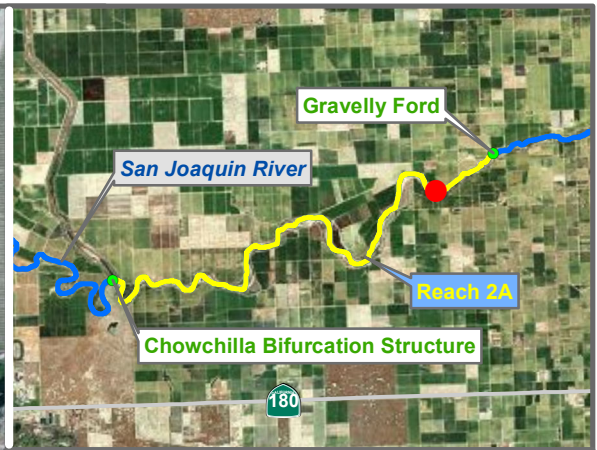 Gravelly Ford
San Joaquin River
Reach 2A
Chowchilla Bifurcation Structure
180